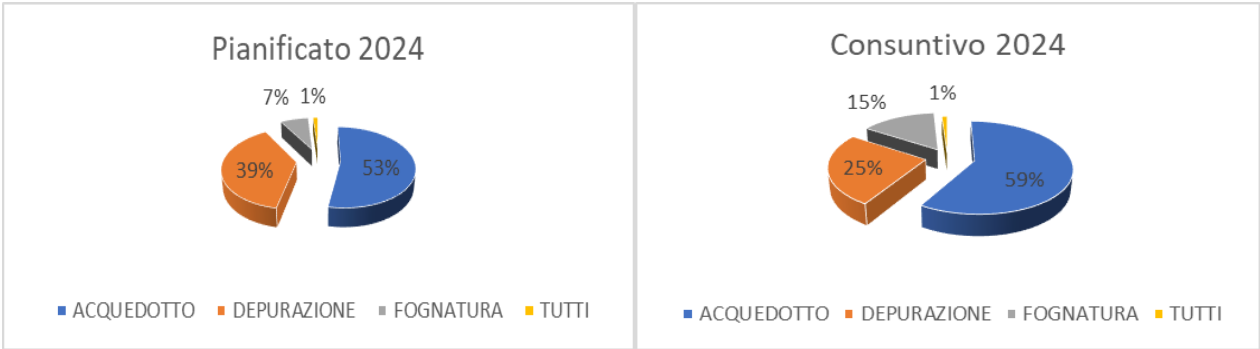 Pianificato 2024
7% 1%
39%
53%
ACQUEDOTTO DEPURAZIONE FOGNATURA TUTTI
Consuntivo 2024
15%
1%
25%
59%
ACQUEDOTTO DEPURAZIONE FOGNATURA TUTTI